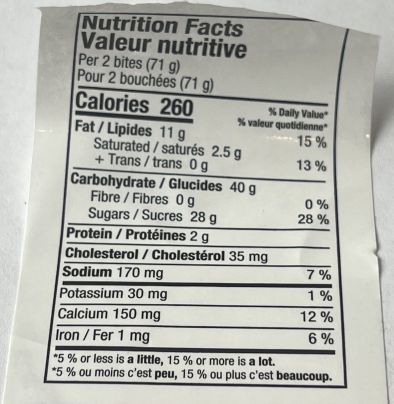 Nutrition Facts
Valeur nutritive
Per 2 bites (71 g)
Pour 2 bouchées (71 g)
Calories 260
% Daily Value*
% valeur quotidienne*
Fat / Lipides 11 g 15 %
Saturated / saturés 2.5 g
+ Trans / trans 0 g 13 %
Carbohydrate / Glucides 40 g
Fibre / Fibres 0 g 0 %
Sugars / Sucres 28 g 28 %
Protein / Protéines 2 g
Cholesterol / Cholestérol 35 mg
Sodium 170 mg 7 %
Potassium 30 mg 1 %
Calcium 150 mg 12 %
Iron / Fer 1 mg 6 %
*5 % or less is a little, 15 % or more is a lot.
*5 % ou moins c'est peu, 15 % ou plus c'est beaucoup.